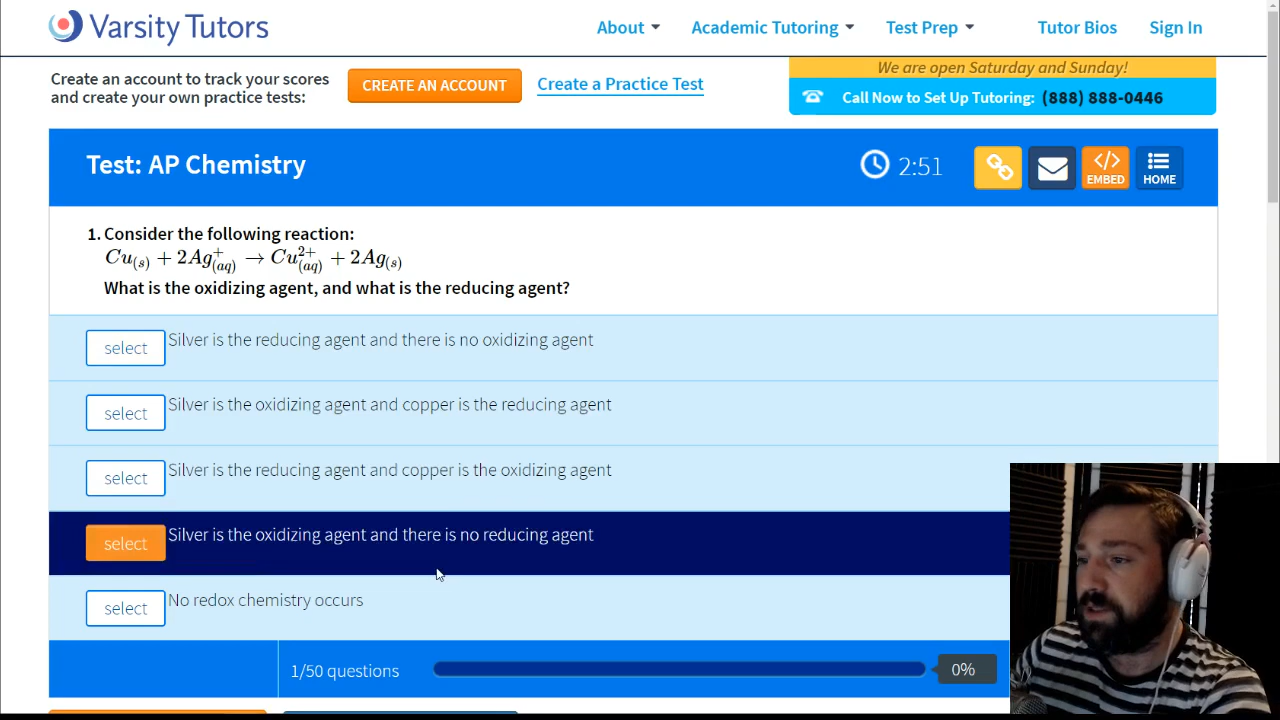 Varsity Tutors
About
Academic Tutoring
Test Prep
Tutor Bios
Sign In
Create an account to track your scores
and create your own practice tests:
CREATE AN ACCOUNT
Create a Practice Test
We are open Saturday and Sunday!
Call Now to Set Up Tutoring: (888) 888-0446
Test: AP Chemistry
2:51
EMBED
HOME
1. Consider the following reaction:
Cu(s) + 2Ag⁺(aq) → Cu²⁺(aq) + 2Ag(s)
What is the oxidizing agent, and what is the reducing agent?
select Silver is the reducing agent and there is no oxidizing agent
select Silver is the oxidizing agent and copper is the reducing agent
select Silver is the reducing agent and copper is the oxidizing agent
select Silver is the oxidizing agent and there is no reducing agent
select No redox chemistry occurs
1/50 questions
0%